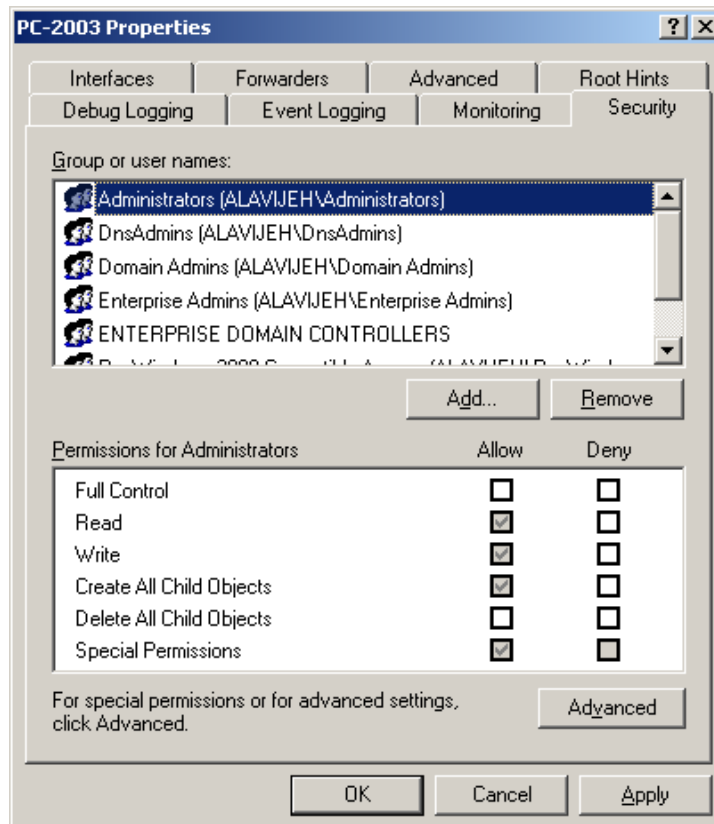 PC-2003 Properties
Interfaces Forwarders Advanced Root Hints
Debug Logging Event Logging Monitoring Security
Group or user names:
Administrators (ALAVIJEH\Administrators)
DnsAdmins (ALAVIJEH\DnsAdmins)
Domain Admins (ALAVIJEH\Domain Admins)
Enterprise Admins (ALAVIJEH\Enterprise Admins)
ENTERPRISE DOMAIN CONTROLLERS
Add... Remove
Permissions for Administrators Allow Deny
Full Control
Read
Write
Create All Child Objects
Delete All Child Objects
Special Permissions
For special permissions or for advanced settings,
click Advanced.
Advanced
OK Cancel Apply